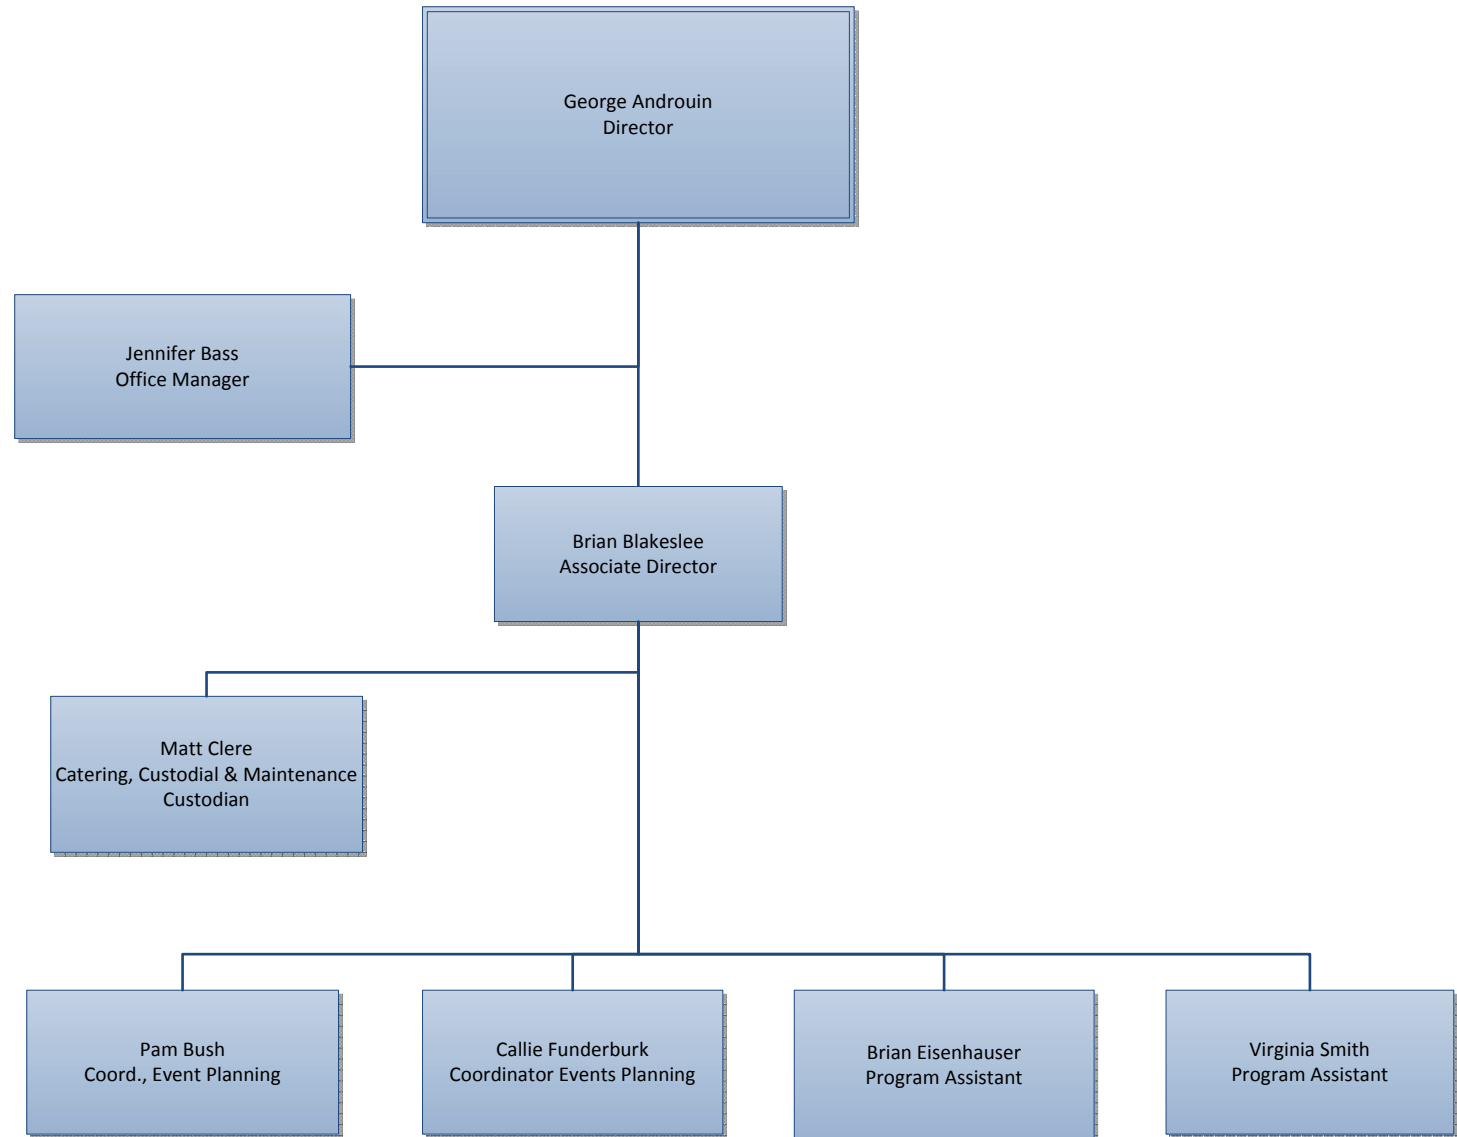 George Androuin
Director
Jennifer Bass
Office Manager
Brian Blakeslee
Associate Director
Matt Clere
Catering, Custodial & Maintenance
Custodian
Pam Bush
Coord., Event Planning
Callie Funderburk
Coordinator Events Planning
Brian Eisenhauser
Program Assistant
Virginia Smith
Program Assistant